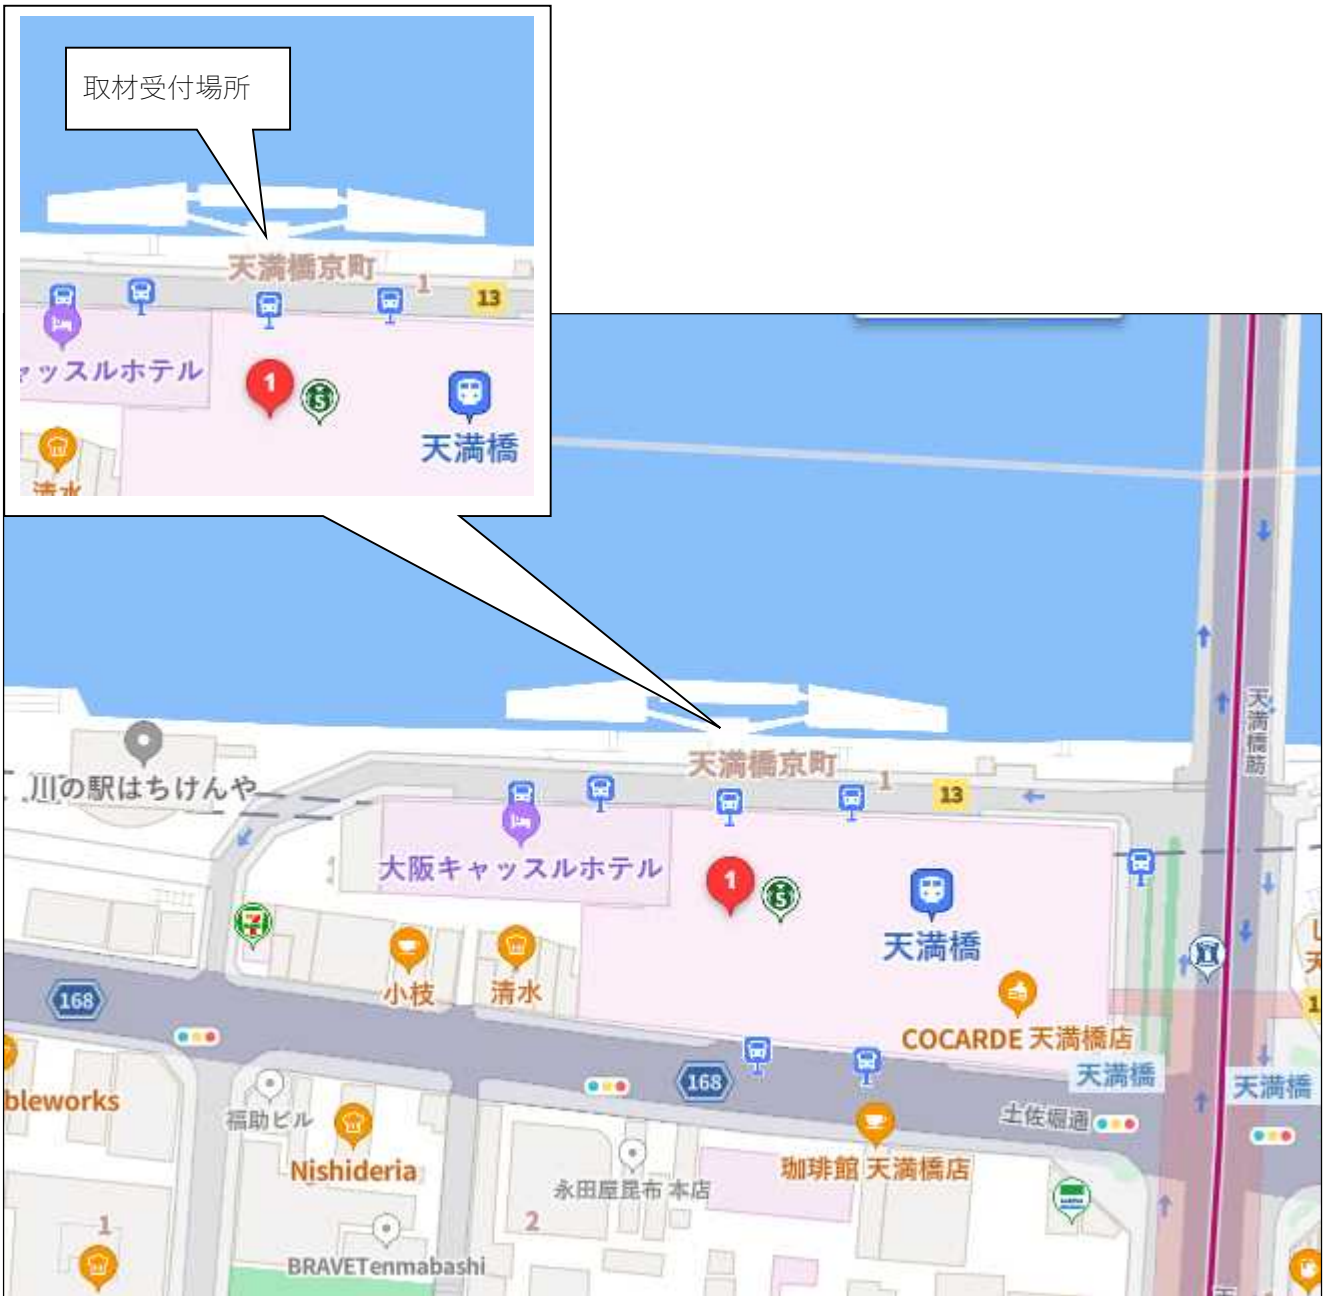 取材受付場所
天満橋京町
1
13
ャッスルホテル
1
S
天満橋
清水
天満橋筋
川の駅はちけんや
天満橋京町
1
13
大阪キャッスルホテル
1
S
天満橋
7
小枝
清水
168
COCARDE 天満橋店
天満橋
天満橋
bleworks
168
土佐堀通
福助ビル
Nishideria
珈琲館 天満橋店
永田屋昆布 本店
1
2
BRAVETenmabashi